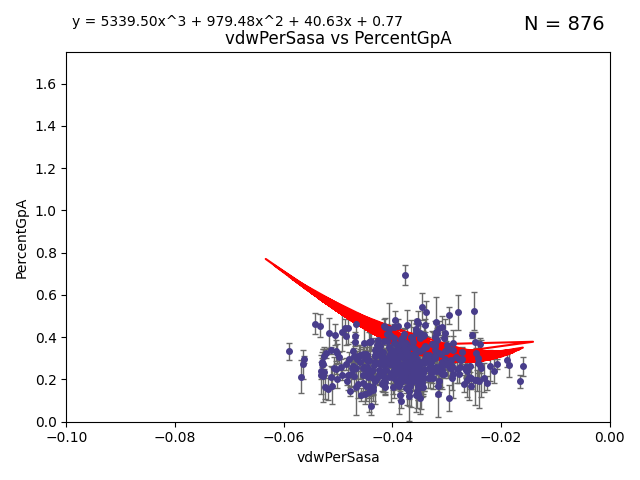 y = 5339.50x^3 + 979.48x^2 + 40.63x + 0.77
N = 876
vdwPerSasa vs PercentGpA
PercentGpA
1.6
1.4
1.2
1.0
0.8
0.6
0.4
0.2
0.0
−0.10 −0.08 −0.06 −0.04 −0.02 0.00
vdwPerSasa